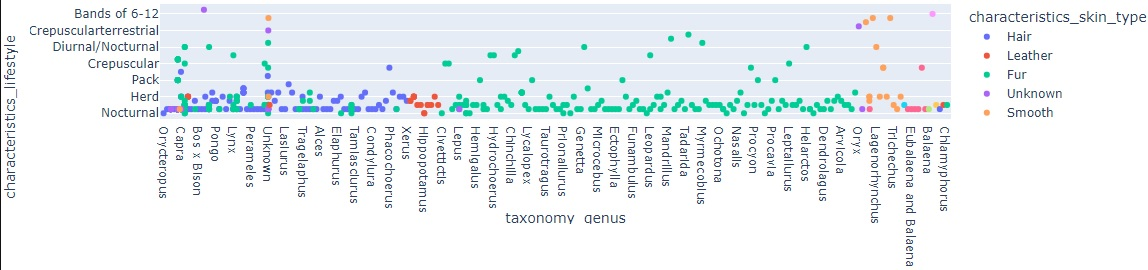 characteristics_lifestyle
Bands of 6-12
Crepuscularterrestrial
Diurnal/Nocturnal
Crepuscular
Pack
Herd
Nocturnal
Orycteropus
Capra
Bos x Bison
Pongo
Lynx
Perameles
Unknown
Lasiurus
Tragelaphus
Alces
Elaphurus
Tamiasciurus
Condylura
Phacochoerus
Xerus
Hippopotamus
Civettictis
Lepus
Hemigalus
Hydrochoerus
Chinchilla
Lycalopex
Taurotragus
Prionailurus
Genetta
Microcebus
Ectophylla
Funambulus
Leopardus
Mandrillus
Tadarida
Myrmecobius
Ochotona
Nasalis
Procyon
Procavia
Leptailurus
Helarctos
Dendrolagus
Arvicola
Oryx
Lagenorhynchus
Trichechus
Eubalaena and Balaena
Balaena
Chlamyphorus
taxonomy_genus
characteristics_skin_type
Hair
Leather
Fur
Unknown
Smooth